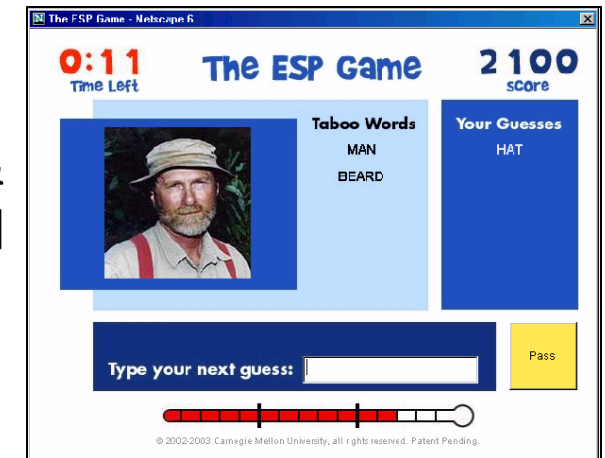 The ESP Game - Netscape 6
0:11
Time Left
The ESP Game
2100
score
Taboo Words
MAN
BEARD
Your Guesses
HAT
Type your next guess:
Pass
© 2002-2003 Carnegie Mellon University, all rights reserved. Patent Pending.